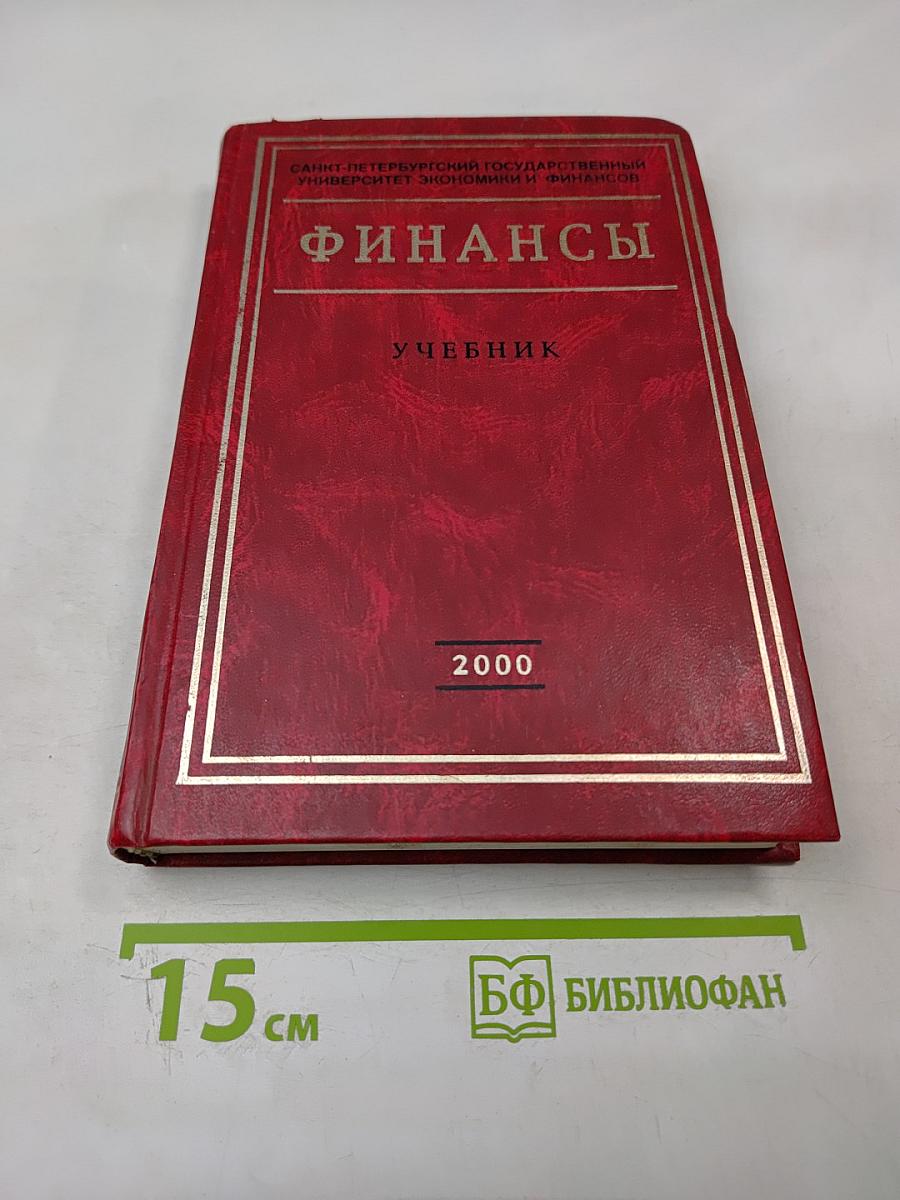 САНКТ-ПЕТЕРБУРГСКИЙ ГОСУДАРСТВЕННЫЙ
УНИВЕРСИТЕТ ЭКОНОМИКИ И ФИНАНСОВ
ФИНАНСЫ
УЧЕБНИК
2000
15 см
БФ БИБЛИОФАН